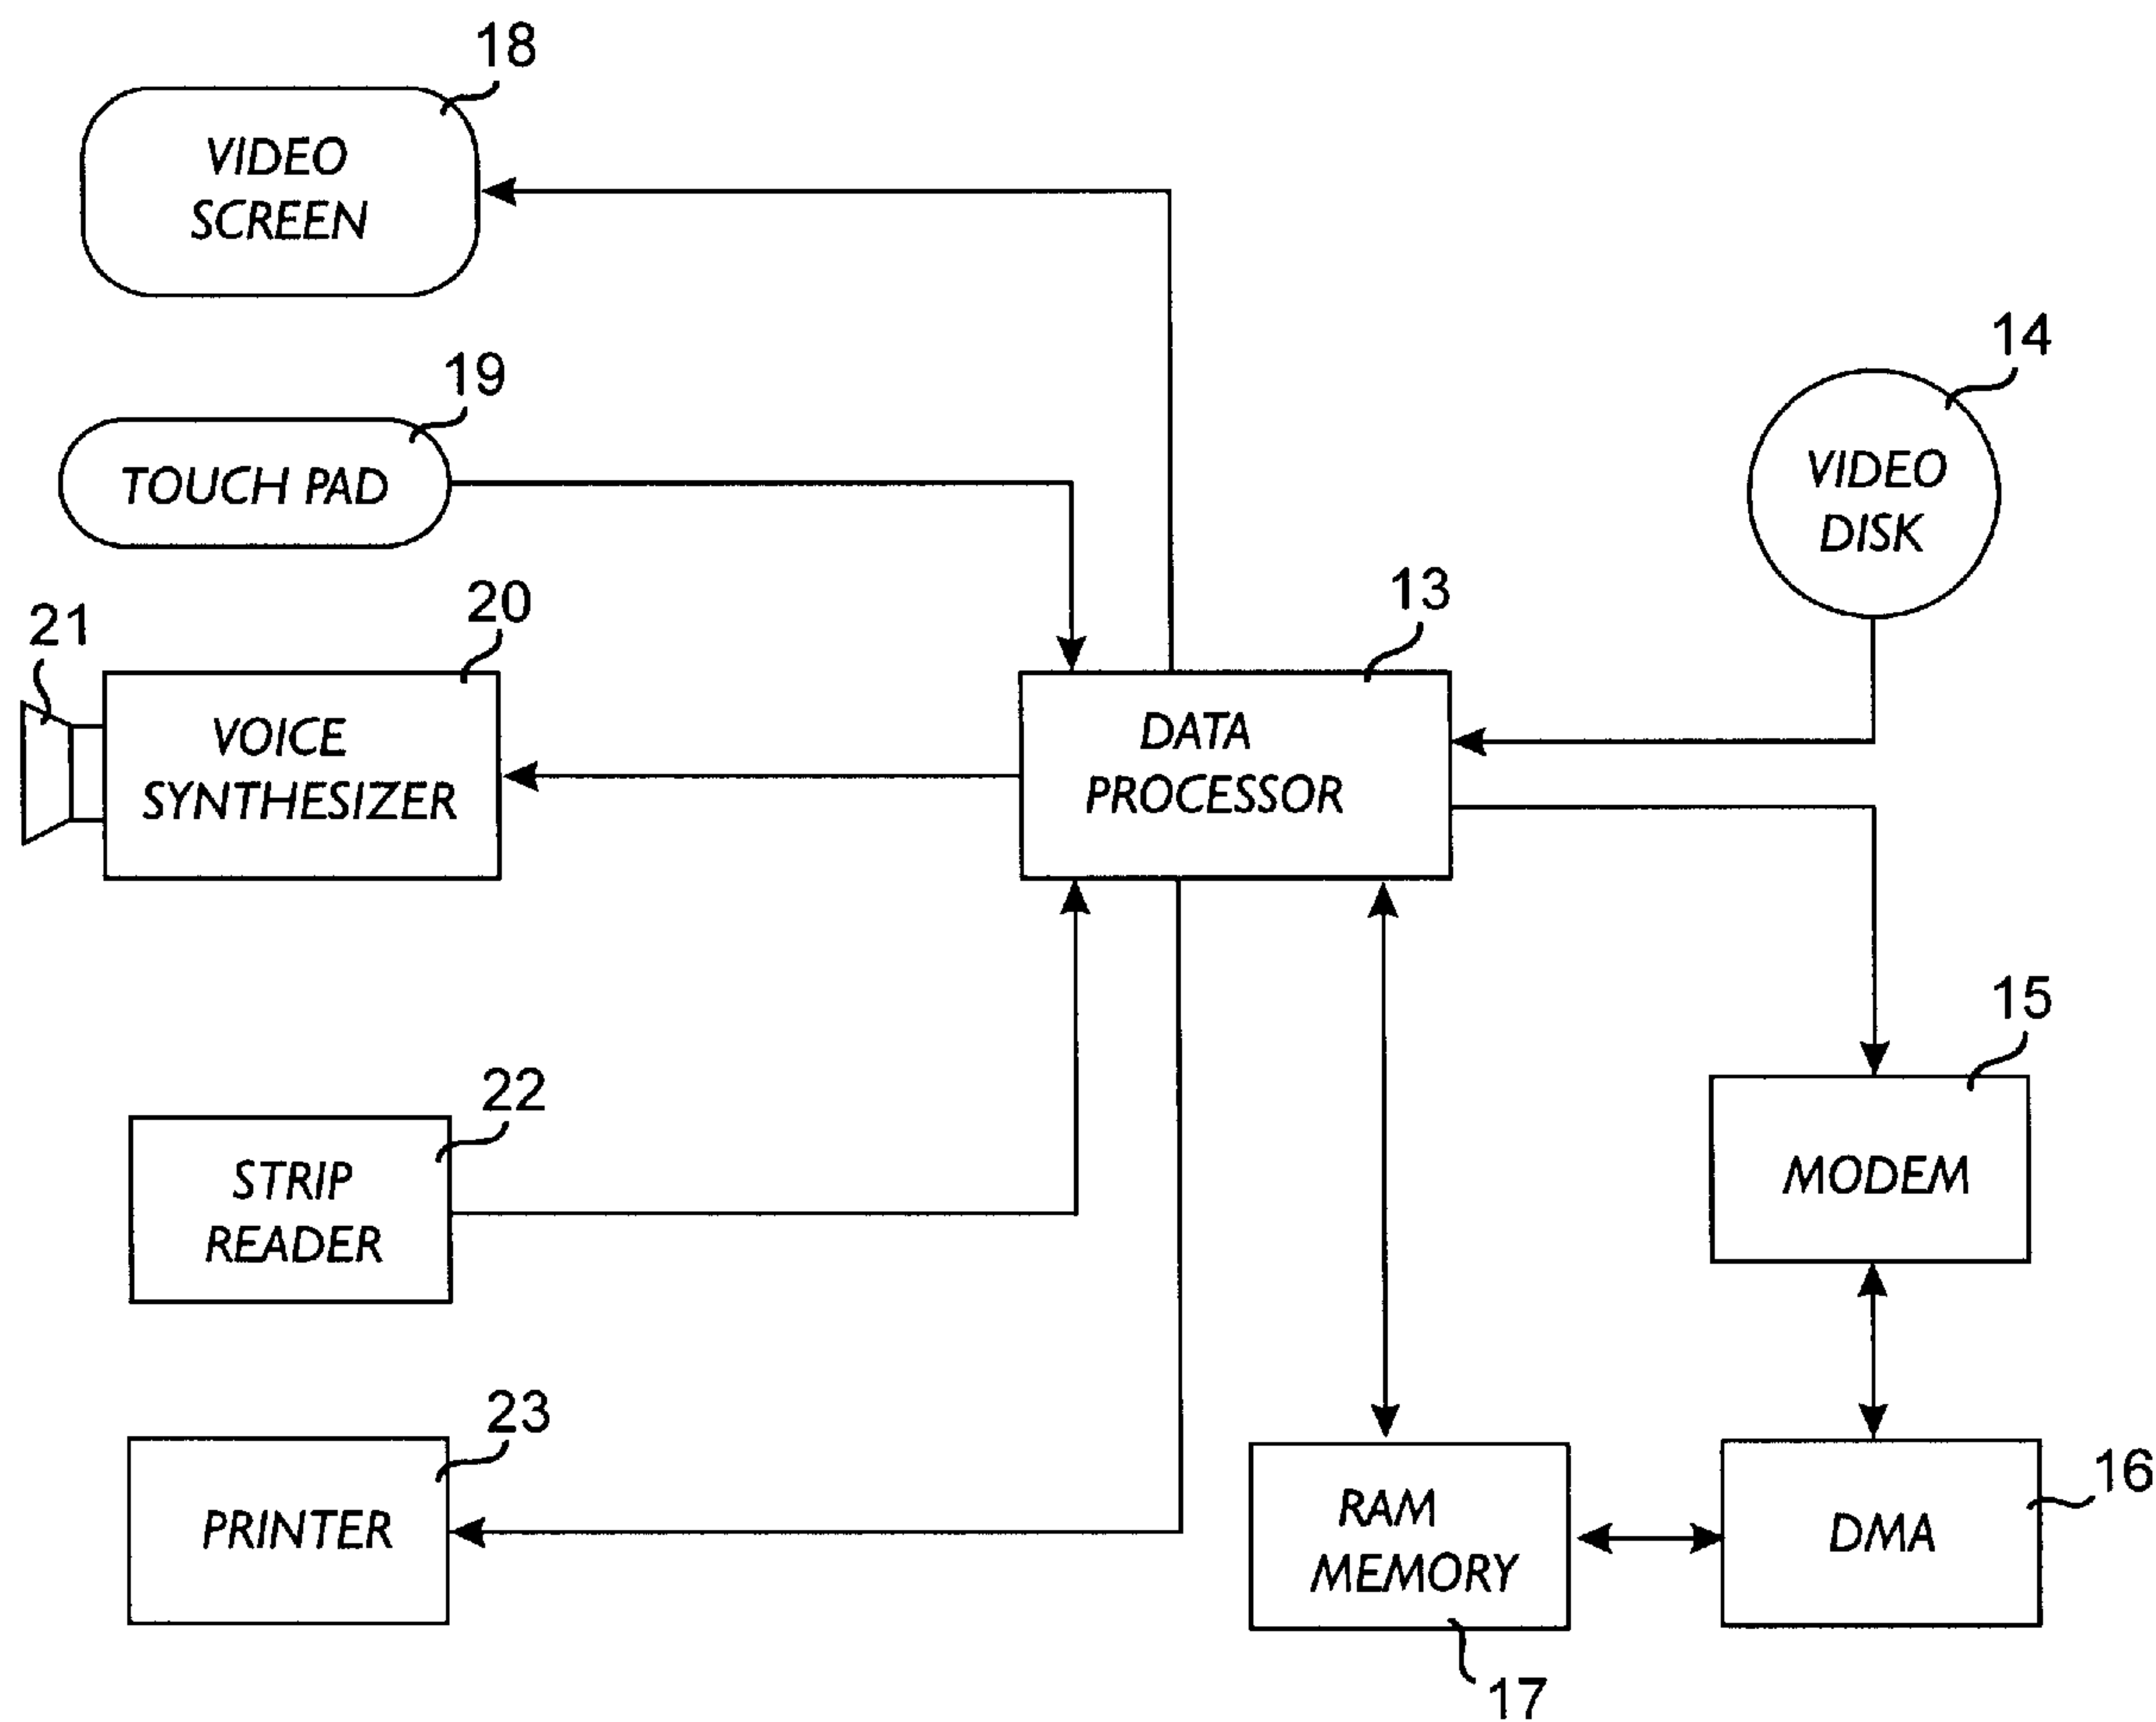 18
VIDEO
SCREEN
14
VIDEO
DISK
19
TOUCH PAD
13
DATA
PROCESSOR
20
21
VOICE
SYNTHESIZER
15
MODEM
22
STRIP
READER
23
PRINTER
RAM
MEMORY
17
16
DMA